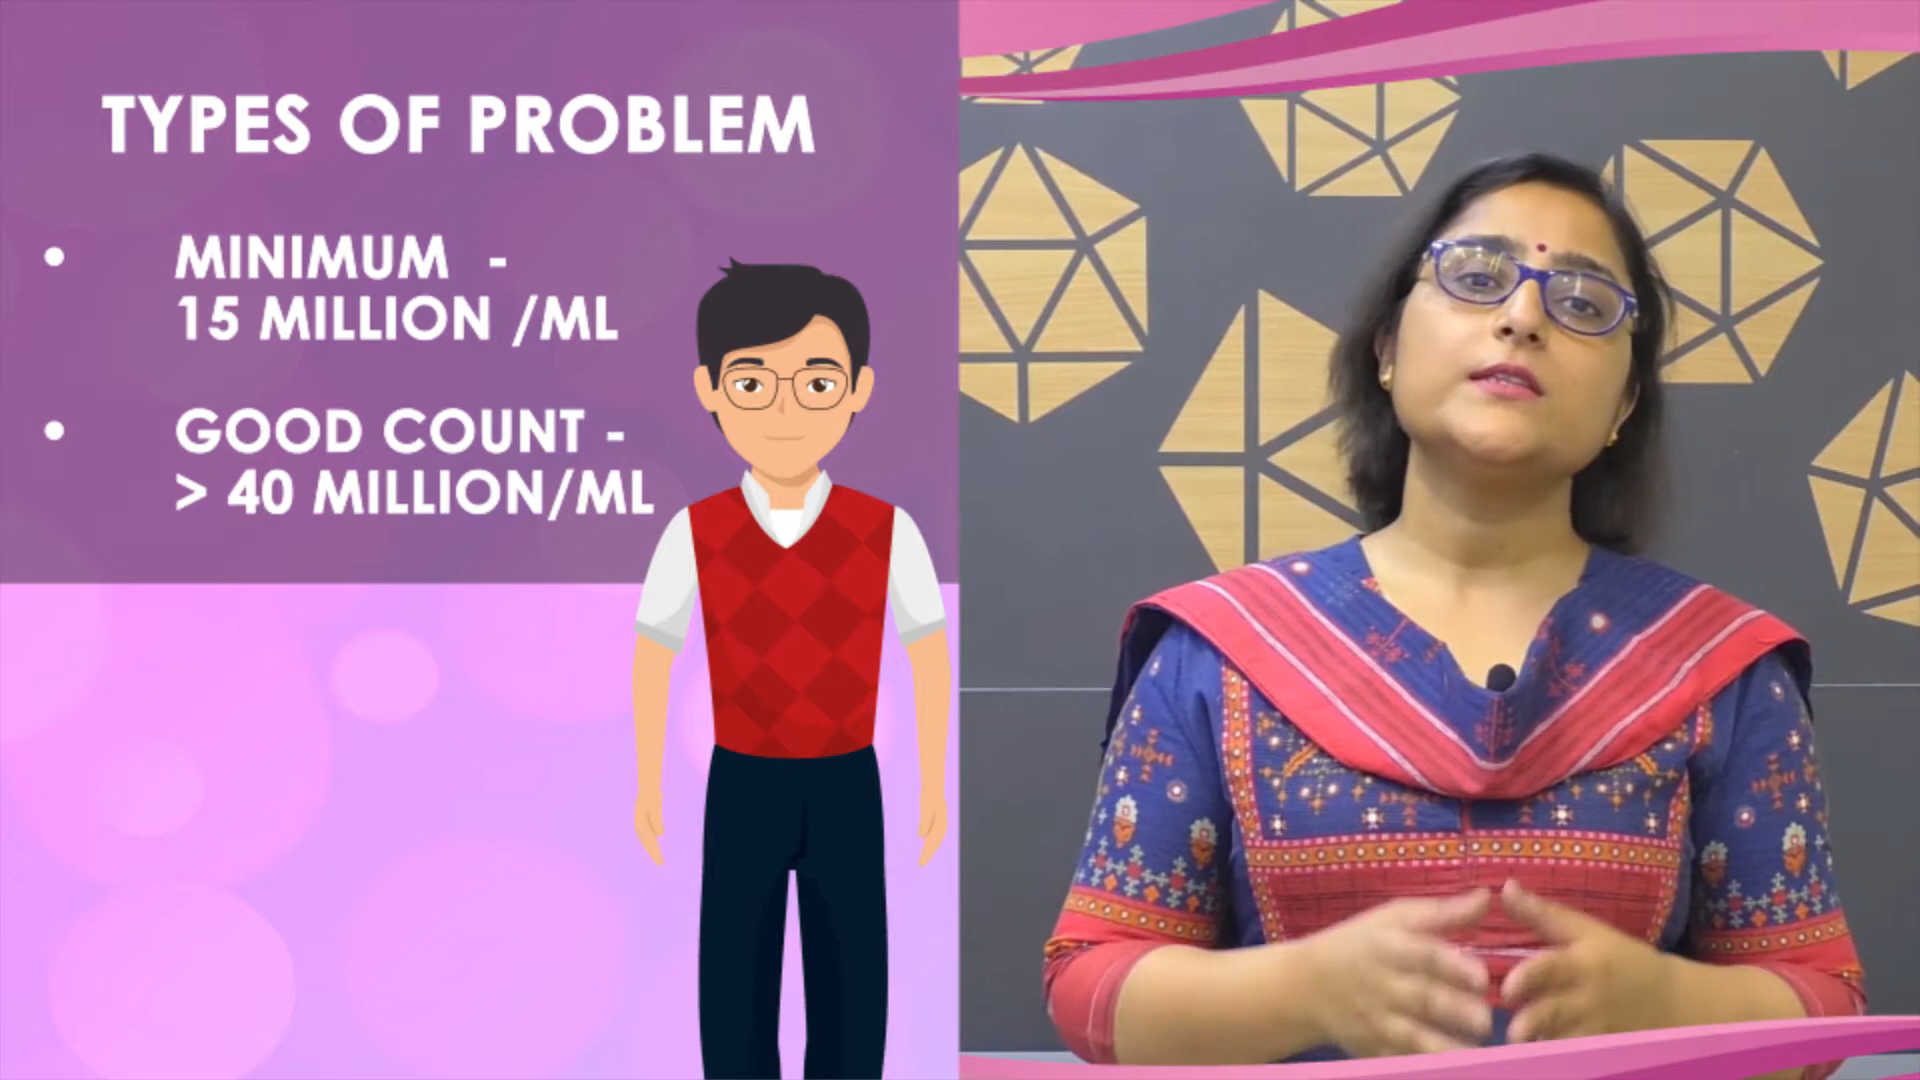 TYPES OF PROBLEM
• MINIMUM -
15 MILLION /ML
• GOOD COUNT -
> 40 MILLION/ML